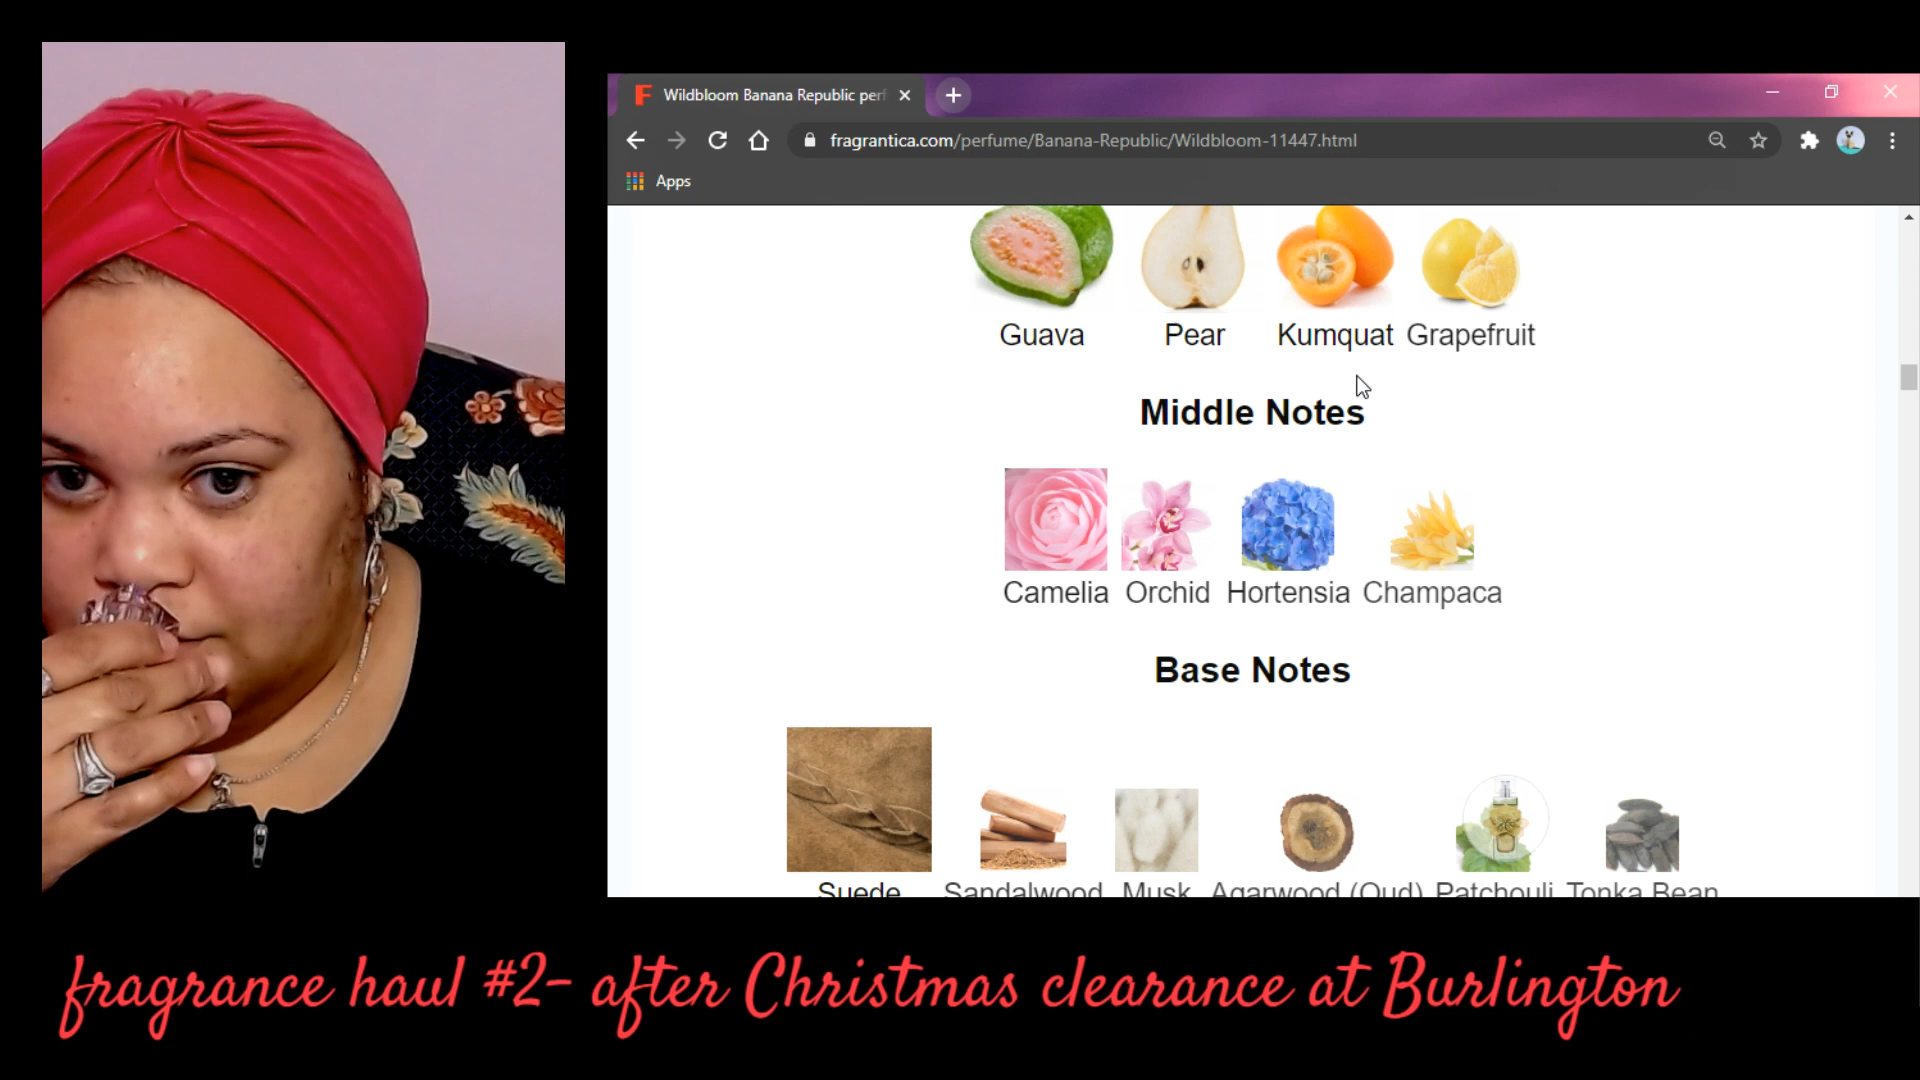 Wildbloom Banana Republic perf
fragrantica.com/perfume/Banana-Republic/Wildbloom-11447.html
Apps
Guava Pear Kumquat Grapefruit
Middle Notes
Camelia Orchid Hortensia Champaca
Base Notes
Suede Sandalwood Musk Agarwood (Oud) Patchouli Tonka Bean
fragrance haul #2- after Christmas clearance at Burlington